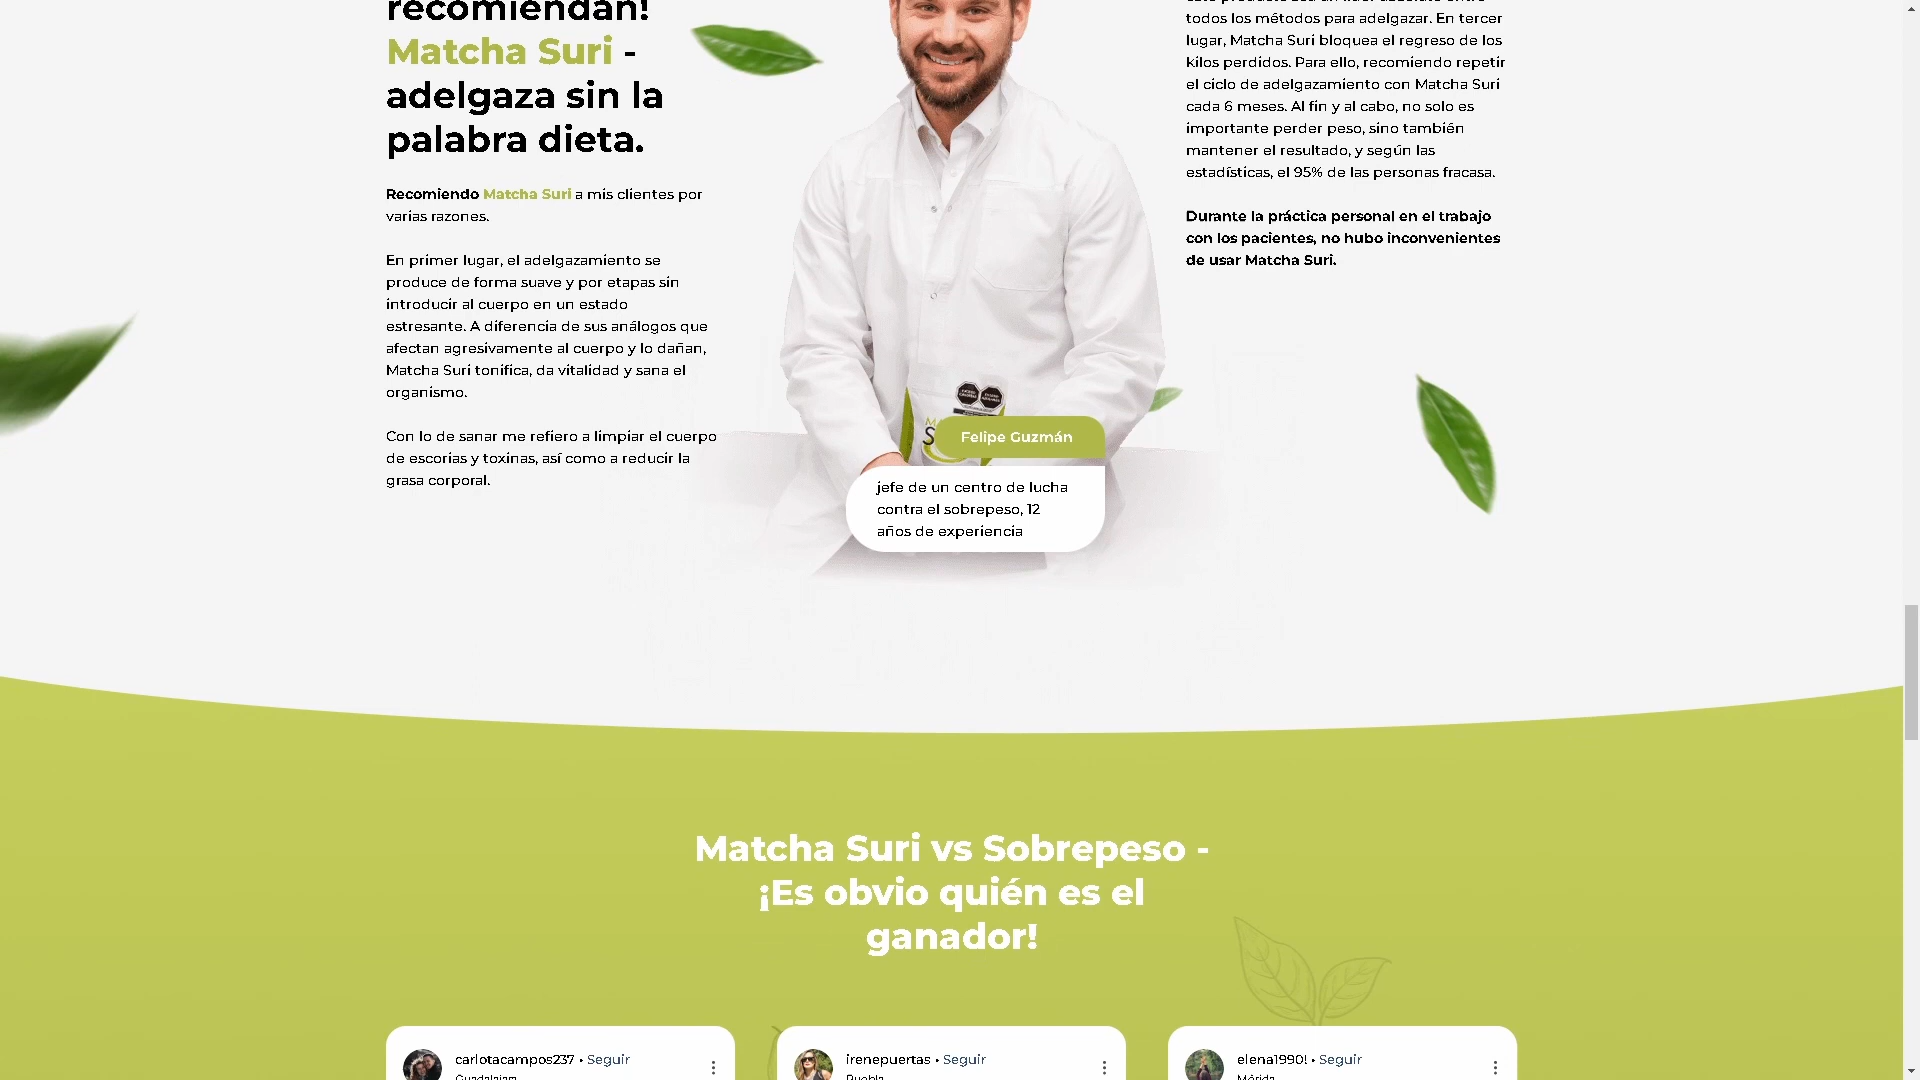 recomiendan!
Matcha Suri -
adelgaza sin la
palabra dieta.
Recomiendo Matcha Suri a mis clientes por
varias razones.
En primer lugar, el adelgazamiento se
produce de forma suave y por etapas sin
introducir al cuerpo en un estado
estresante. A diferencia de sus análogos que
afectan agresivamente al cuerpo y lo dañan,
Matcha Suri tonifica, da vitalidad y sana el
organismo.
Con lo de sanar me refiero a limpiar el cuerpo
de escorias y toxinas, así como a reducir la
grasa corporal.
Felipe Guzmán
jefe de un centro de lucha
contra el sobrepeso, 12
años de experiencia
todos los métodos para adelgazar. En tercer
lugar, Matcha Suri bloquea el regreso de los
kilos perdidos. Para ello, recomiendo repetir
el ciclo de adelgazamiento con Matcha Suri
cada 6 meses. Al fin y al cabo, no solo es
importante perder peso, sino también
mantener el resultado, y según las
estadísticas, el 95% de las personas fracasa.
Durante la práctica personal en el trabajo
con los pacientes, no hubo inconvenientes
de usar Matcha Suri.
Matcha Suri vs Sobrepeso -
¡Es obvio quién es el
ganador!
carlotacampos237 • Seguir
Guadalajara
irenepuertas • Seguir
Puebla
elena1990! • Seguir
Mérida